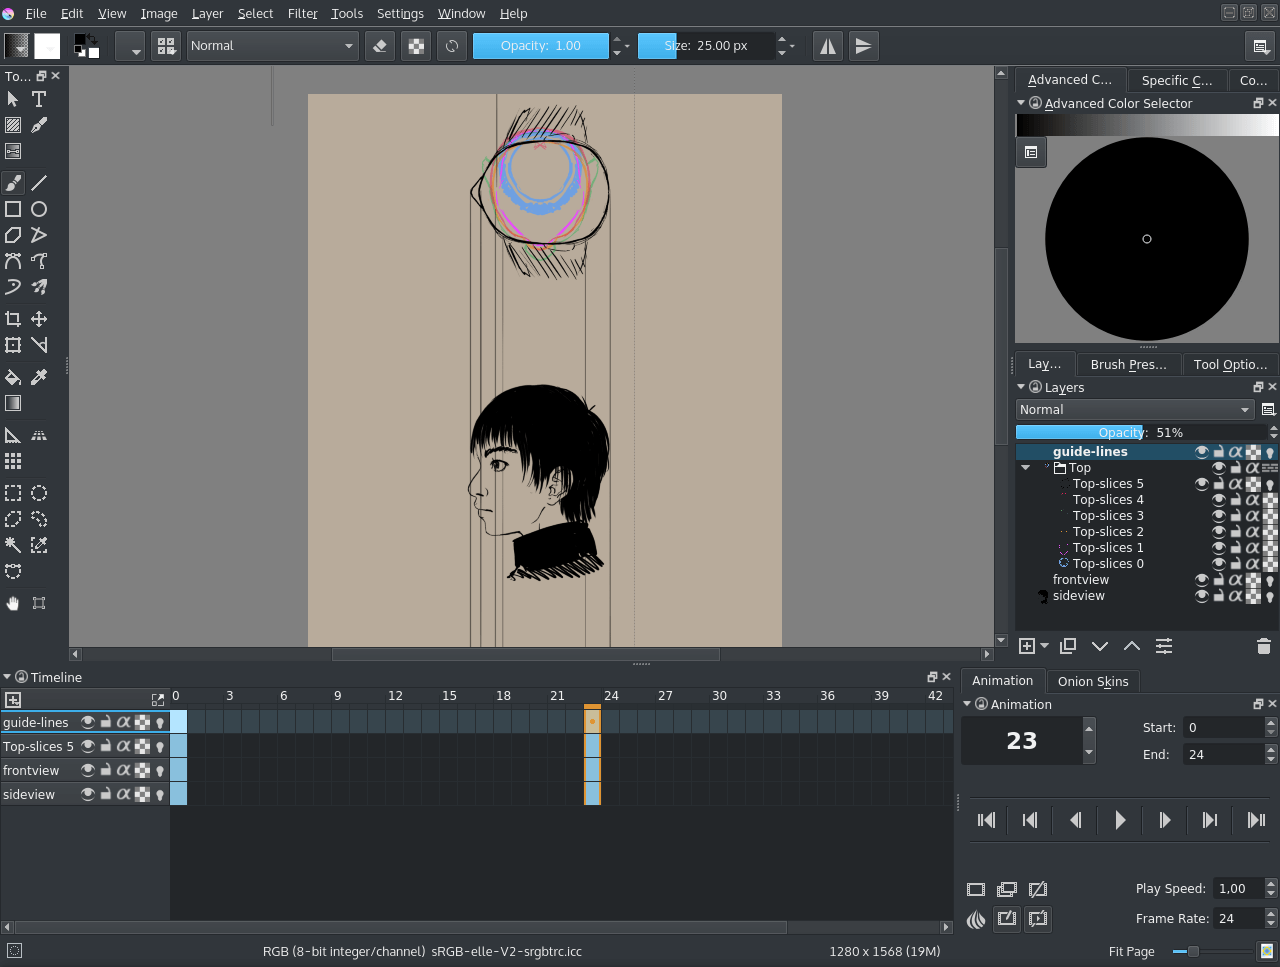 File Edit View Image Layer Select Filter Tools Settings Window Help
Normal Opacity: 1.00 Size: 25.00 px
To...
Advanced C... Specific C... Co...
Advanced Color Selector
Lay... Brush Pres... Tool Optio...
Layers
Normal
Opacity: 51%
guide-lines
Top
Top-slices 5
Top-slices 4
Top-slices 3
Top-slices 2
Top-slices 1
Top-slices 0
frontview
sideview
Timeline
0 3 6 9 12 15 18 21 24 27 30 33 36 39 42
guide-lines
Top-slices 5
frontview
sideview
Animation Onion Skins
Animation
23
Start: 0
End: 24
Play Speed: 1,00
Frame Rate: 24
RGB (8-bit integer/channel) sRGB-elle-V2-srgbtrc.icc 1280 x 1568 (19M) Fit Page